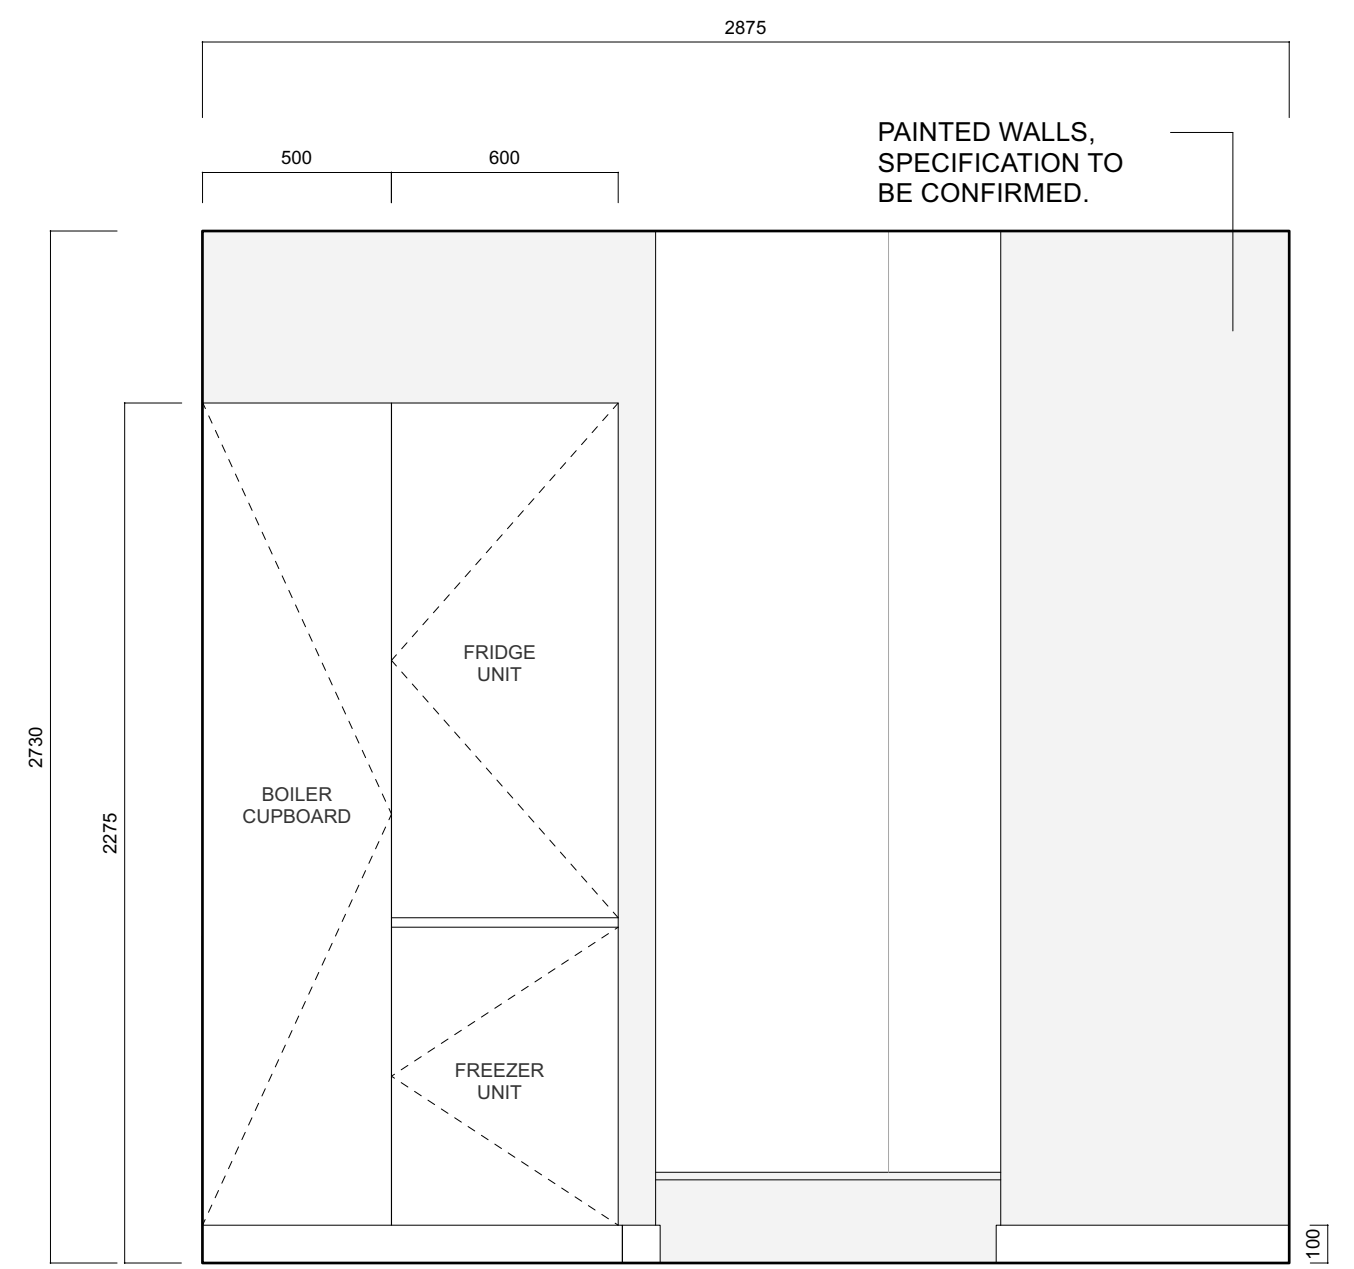 2875
PAINTED WALLS,
SPECIFICATION TO
BE CONFIRMED.
500
600
FRIDGE
UNIT
2730
BOILER
CUPBOARD
2275
FREEZER
UNIT
100